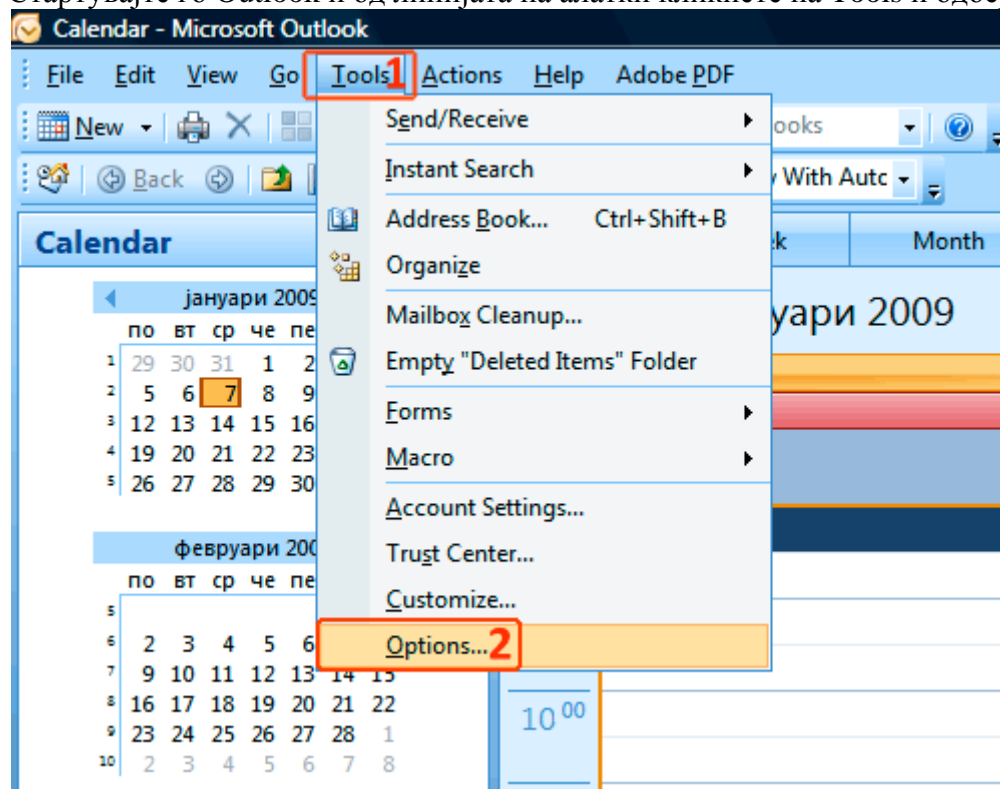 Calendar - Microsoft Outlook
File Edit View Go Tools 1 Actions Help Adobe PDF
New
Back
Send/Receive
Instant Search
Address Book... Ctrl+Shift+B
Organize
Mailbox Cleanup...
Empty "Deleted Items" Folder
Forms
Macro
Account Settings...
Trust Center...
Customize...
Options... 2
ooks
With Autc
Calendar
Month
јануари 2009
по вт ср че пе
1 29 30 31 1 2
2 5 6 7 8 9
3 12 13 14 15 16
4 19 20 21 22 23
5 26 27 28 29 30
февруари 200
по вт ср че пе
5
6 2 3 4 5 6
7 9 10 11 12 13 14 15
8 16 17 18 19 20 21 22
9 23 24 25 26 27 28 1
10 2 3 4 5 6 7 8
уари 2009
10 00